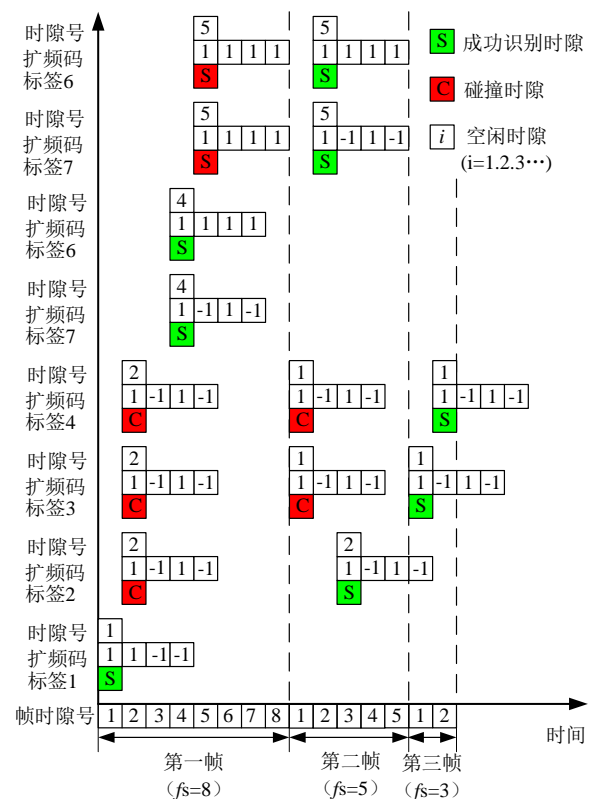 时隙号 5 5
扩频码 1 1 1 1 1 1 1 1
标签6 S S
时隙号 5 5
扩频码 1 1 1 1 1 -1 1 -1
标签7 S S
时隙号 4
扩频码 1 1 1 1
标签6 S
时隙号 4
扩频码 1 -1 1 -1
标签7 S
时隙号 2 1 1
扩频码 1 -1 1 -1 1 -1 1 -1 1 -1 1 -1
标签4 C C S
时隙号 2 1 1
扩频码 1 -1 1 -1 1 -1 1 -1 1 -1 1 -1
标签3 C C S
时隙号 2 2
扩频码 1 -1 1 -1 1 -1 1 -1
标签2 C S
时隙号 1
扩频码 1 1 -1 -1
标签1 S
帧时隙号 1 2 3 4 5 6 7 8 1 2 3 4 5 1 2
时间
第一帧 第二帧 第三帧
（fs=8） （fs=5） （fs=3）
S 成功识别时隙
C 碰撞时隙
i 空闲时隙
(i=1.2.3···)